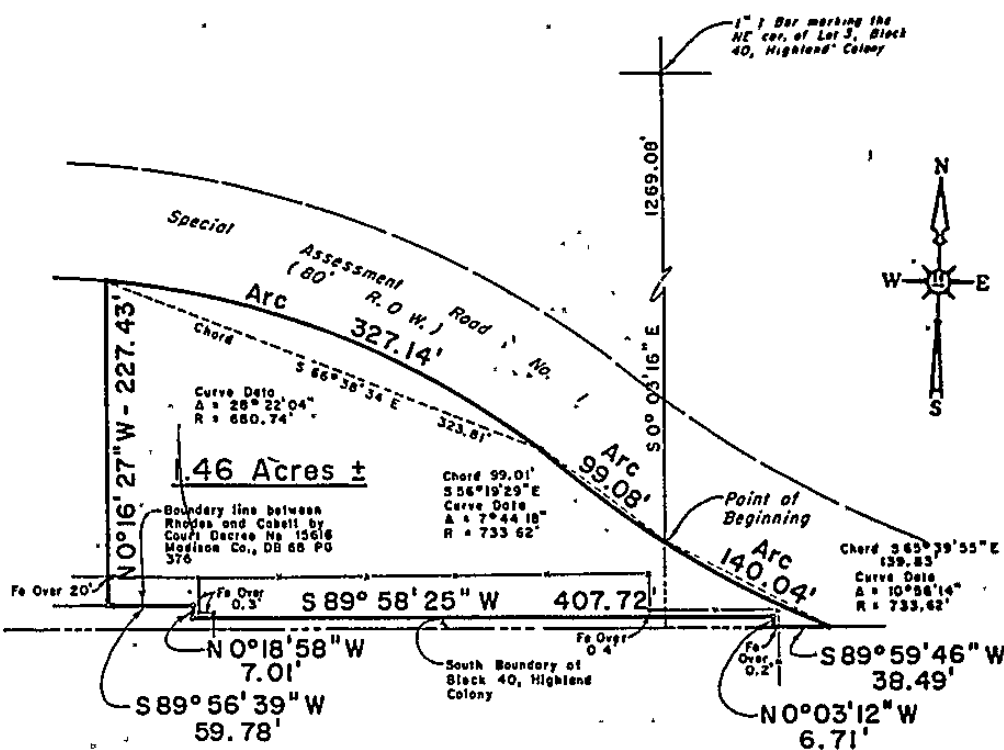 1" I Bar marking the
NE cor. of Lot 3, Block
40, Highland Colony
1269.08'
N
W
E
S
Special
Assessment Road No. 1
(80' R.O.W.)
Arc
327.14'
Chord
S 66°38'34 E
323.81'
S 0°03'16" E
N 0°16'27" W - 227.43'
Curve Data
Δ = 28°22'04"
R = 660.74'
1.46 Acres ±
Chord 99.01'
S 56°19'29" E
Curve Data
Δ = 7°44'18"
R = 733.62'
Arc
99.08'
Point of
Beginning
Boundary line between
Rhodes and Cabell by
Court Decree No 15616
Madison Co., DB 68 PG
376
Arc
140.04'
Chord S 65°39'55" E
139.83'
Curve Data
Δ = 10°56'14"
R = 733.62'
Fe Over 20'
Fe Over
0.3'
S 89°58'25" W 407.72'
N 0°18'58" W
7.01'
South Boundary of
Block 40, Highland
Colony
Fe Over
0.4'
Fe
Over
0.2'
S 89°59'46" W
38.49'
S 89°56'39" W
59.78'
N 0°03'12" W
6.71'